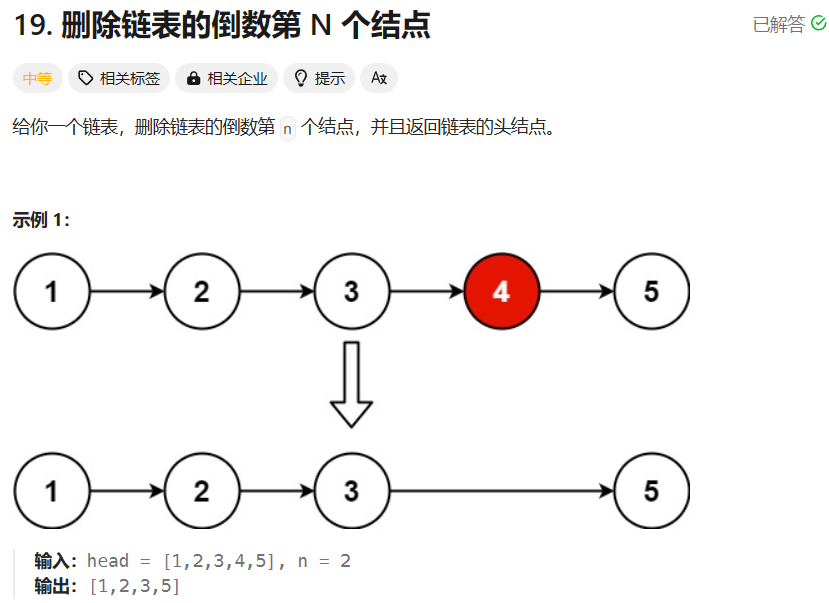 19. 删除链表的倒数第 N 个结点
已解答
中等 相关标签 相关企业 提示 Aⅹ
给你一个链表，删除链表的倒数第 n 个结点，并且返回链表的头结点。
示例 1：
1 2 3 4 5
1 2 3 5
输入：head = [1,2,3,4,5], n = 2
输出：[1,2,3,5]